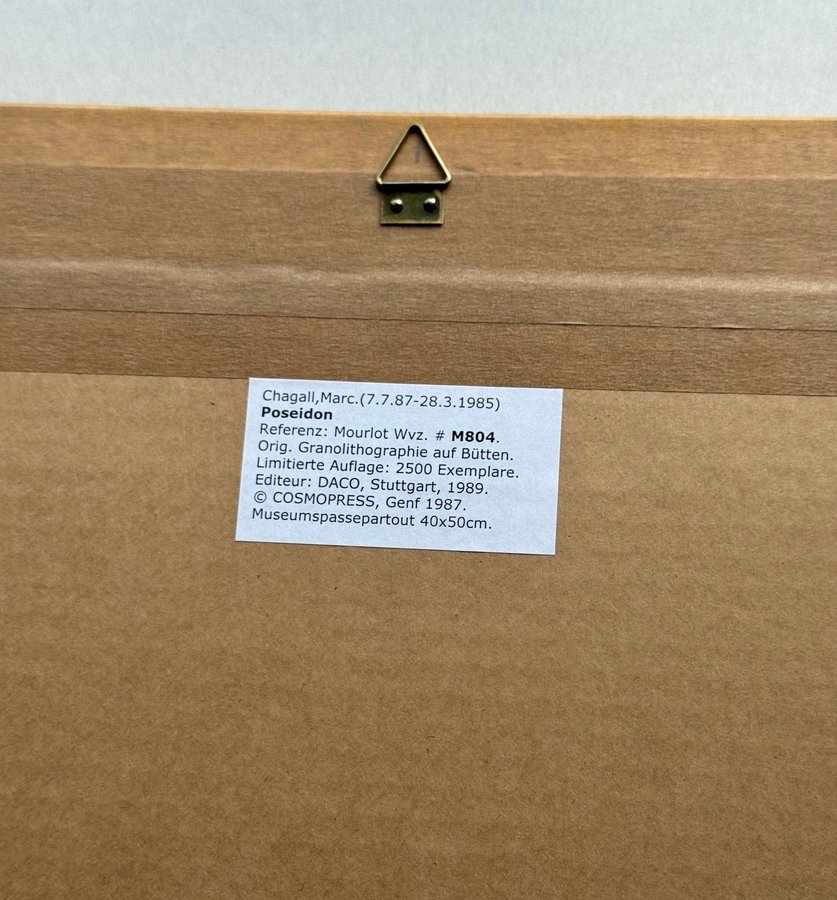 Chagall,Marc.(7.7.87-28.3.1985)
Poseidon
Referenz: Mourlot Wvz. # M804.
Orig. Granolithographie auf Bütten.
Limitierte Auflage: 2500 Exemplare.
Editeur: DACO, Stuttgart, 1989.
© COSMOPRESS, Genf 1987.
Museumspassepartout 40x50cm.